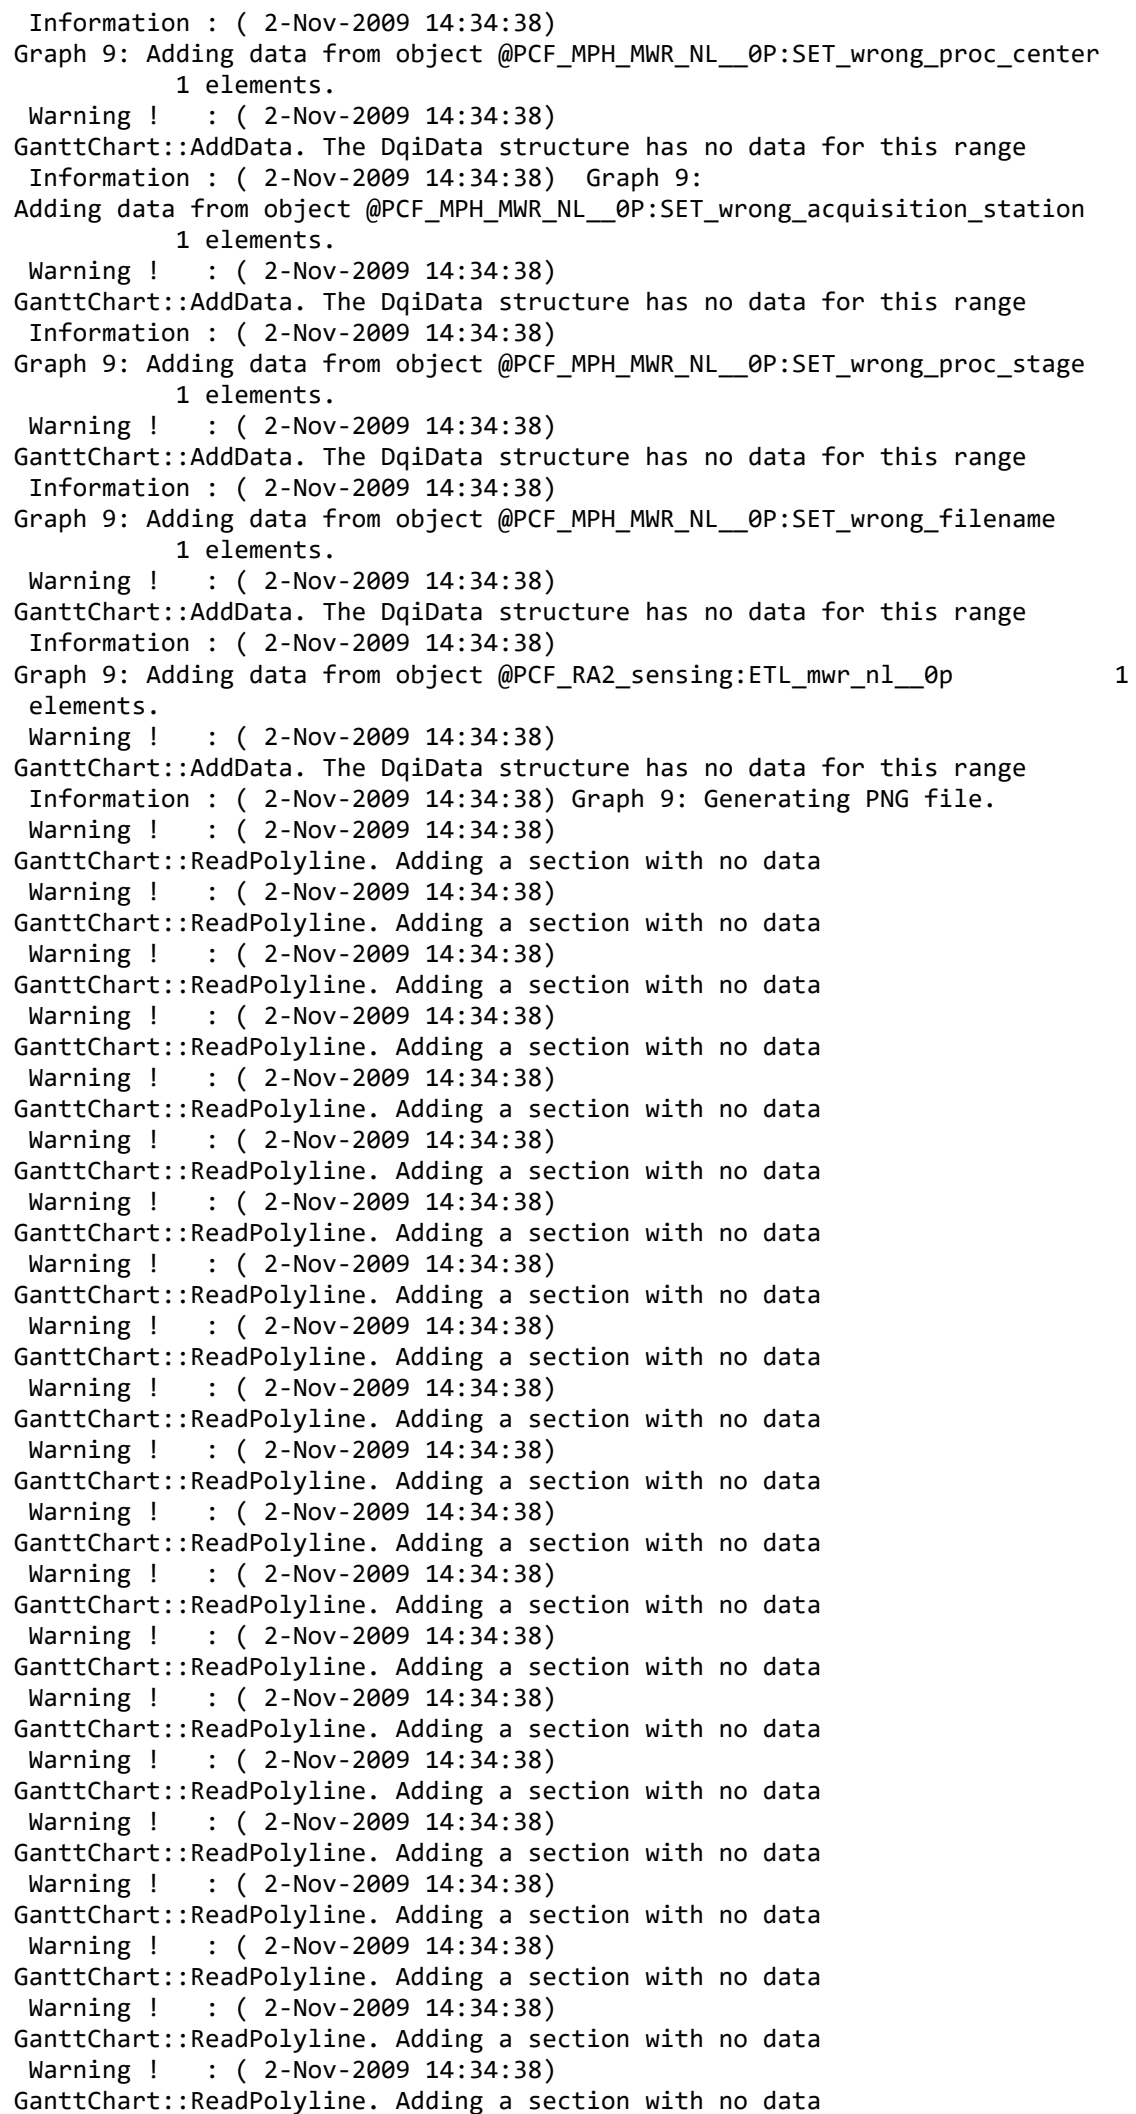 Information : ( 2-Nov-2009 14:34:38)
Graph 9: Adding data from object @PCF_MPH_MWR_NL__0P:SET_wrong_proc_center
1 elements.
Warning !   : ( 2-Nov-2009 14:34:38)
GanttChart::AddData. The DqiData structure has no data for this range
Information : ( 2-Nov-2009 14:34:38)  Graph 9:
Adding data from object @PCF_MPH_MWR_NL__0P:SET_wrong_acquisition_station
1 elements.
Warning !   : ( 2-Nov-2009 14:34:38)
GanttChart::AddData. The DqiData structure has no data for this range
Information : ( 2-Nov-2009 14:34:38)
Graph 9: Adding data from object @PCF_MPH_MWR_NL__0P:SET_wrong_proc_stage
1 elements.
Warning !   : ( 2-Nov-2009 14:34:38)
GanttChart::AddData. The DqiData structure has no data for this range
Information : ( 2-Nov-2009 14:34:38)
Graph 9: Adding data from object @PCF_MPH_MWR_NL__0P:SET_wrong_filename
1 elements.
Warning !   : ( 2-Nov-2009 14:34:38)
GanttChart::AddData. The DqiData structure has no data for this range
Information : ( 2-Nov-2009 14:34:38)
Graph 9: Adding data from object @PCF_RA2_sensing:ETL_mwr_nl__0p           1
elements.
Warning !   : ( 2-Nov-2009 14:34:38)
GanttChart::AddData. The DqiData structure has no data for this range
Information : ( 2-Nov-2009 14:34:38) Graph 9: Generating PNG file.
Warning !   : ( 2-Nov-2009 14:34:38)
GanttChart::ReadPolyline. Adding a section with no data
Warning !   : ( 2-Nov-2009 14:34:38)
GanttChart::ReadPolyline. Adding a section with no data
Warning !   : ( 2-Nov-2009 14:34:38)
GanttChart::ReadPolyline. Adding a section with no data
Warning !   : ( 2-Nov-2009 14:34:38)
GanttChart::ReadPolyline. Adding a section with no data
Warning !   : ( 2-Nov-2009 14:34:38)
GanttChart::ReadPolyline. Adding a section with no data
Warning !   : ( 2-Nov-2009 14:34:38)
GanttChart::ReadPolyline. Adding a section with no data
Warning !   : ( 2-Nov-2009 14:34:38)
GanttChart::ReadPolyline. Adding a section with no data
Warning !   : ( 2-Nov-2009 14:34:38)
GanttChart::ReadPolyline. Adding a section with no data
Warning !   : ( 2-Nov-2009 14:34:38)
GanttChart::ReadPolyline. Adding a section with no data
Warning !   : ( 2-Nov-2009 14:34:38)
GanttChart::ReadPolyline. Adding a section with no data
Warning !   : ( 2-Nov-2009 14:34:38)
GanttChart::ReadPolyline. Adding a section with no data
Warning !   : ( 2-Nov-2009 14:34:38)
GanttChart::ReadPolyline. Adding a section with no data
Warning !   : ( 2-Nov-2009 14:34:38)
GanttChart::ReadPolyline. Adding a section with no data
Warning !   : ( 2-Nov-2009 14:34:38)
GanttChart::ReadPolyline. Adding a section with no data
Warning !   : ( 2-Nov-2009 14:34:38)
GanttChart::ReadPolyline. Adding a section with no data
Warning !   : ( 2-Nov-2009 14:34:38)
GanttChart::ReadPolyline. Adding a section with no data
Warning !   : ( 2-Nov-2009 14:34:38)
GanttChart::ReadPolyline. Adding a section with no data
Warning !   : ( 2-Nov-2009 14:34:38)
GanttChart::ReadPolyline. Adding a section with no data
Warning !   : ( 2-Nov-2009 14:34:38)
GanttChart::ReadPolyline. Adding a section with no data
Warning !   : ( 2-Nov-2009 14:34:38)
GanttChart::ReadPolyline. Adding a section with no data
Warning !   : ( 2-Nov-2009 14:34:38)
GanttChart::ReadPolyline. Adding a section with no data